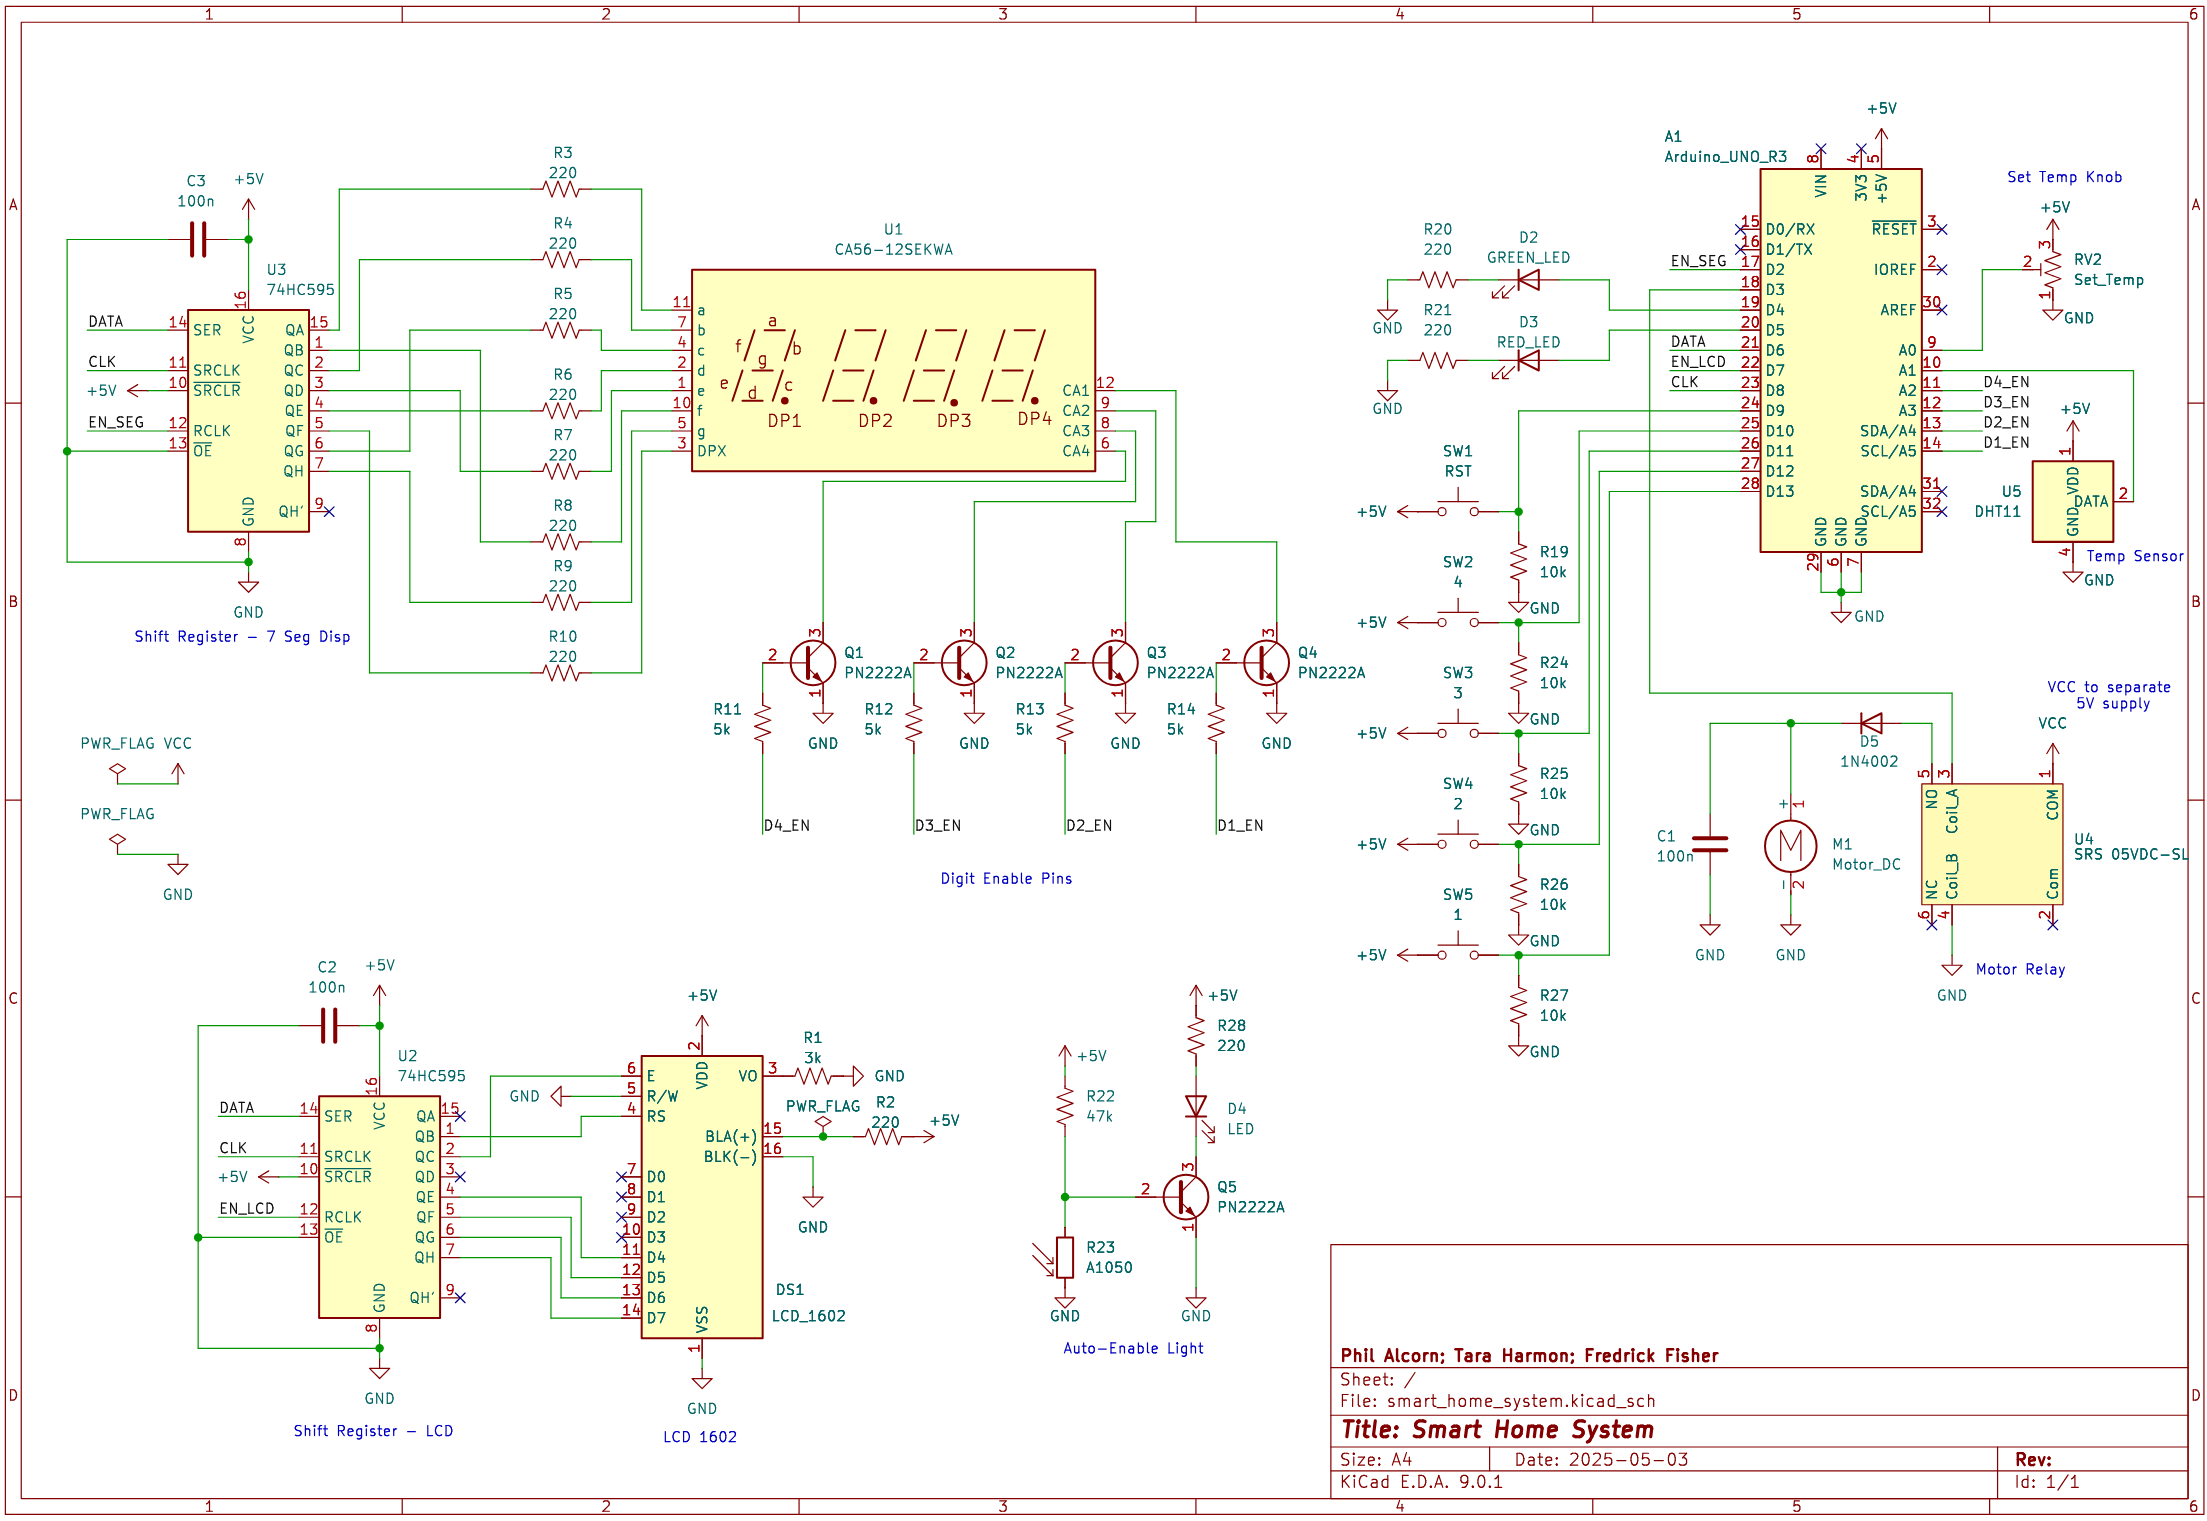 1 2 3 4 5 6
A
B
C
D
A
B
C
D
1 2 3 4 5 6
C3
100n
+5V
U3
74HC595
DATA 14 SER
CLK 11 SRCLK
+5V 10 SRCLR
EN_SEG 12 RCLK
13 OE
16 VCC
GND 8
QA 15
QB 1
QC 2
QD 3
QE 4
QF 5
QG 6
QH 7
QH' 9
GND
Shift Register - 7 Seg Disp
R3
220
R4
220
R5
220
R6
220
R7
220
R8
220
R9
220
R10
220
U1
CA56-12SEKWA
11 a
7 b
4 c
2 d
1 e
10 f
5 g
3 DPX
a
f b
g
e c
d
DP1 DP2 DP3 DP4
CA1 12
CA2 9
CA3 8
CA4 6
3
2
1
Q1
PN2222A
R11
5k
GND
D4_EN
3
2
1
Q2
PN2222A
R12
5k
GND
D3_EN
3
2
1
Q3
PN2222A
R13
5k
GND
D2_EN
3
2
1
Q4
PN2222A
R14
5k
GND
D1_EN
Digit Enable Pins
PWR_FLAG VCC
PWR_FLAG
GND
R20
220
D2
GREEN_LED
GND
R21
220
D3
RED_LED
GND
SW1
RST
+5V
R19
10k
GND
SW2
4
+5V
R24
10k
GND
SW3
3
+5V
R25
10k
GND
SW4
2
+5V
R26
10k
GND
SW5
1
+5V
R27
10k
GND
A1
Arduino_UNO_R3
+5V
8 VIN
4 3V3
5 +5V
15 D0/RX
16 D1/TX
EN_SEG 17 D2
18 D3
19 D4
20 D5
DATA 21 D6
EN_LCD 22 D7
CLK 23 D8
24 D9
25 D10
26 D11
27 D12
28 D13
RESET 3
IOREF 2
AREF 30
A0 9
A1 10
A2 11 D4_EN
A3 12 D3_EN
SDA/A4 13 D2_EN
SCL/A5 14 D1_EN
SDA/A4 31
SCL/A5 32
GND 29
GND 6
GND 7
GND
Set Temp Knob
+5V
3
2
1
RV2
Set_Temp
GND
+5V
1 VDD
DATA 2
GND 4
U5
DHT11
Temp Sensor
GND
VCC to separate
5V supply
VCC
D5
1N4002
5 NO
3 Coil_A
1 COM
6 NC
4 Coil_B
2 Com
U4
SRS 05VDC-SL
C1
100n
GND
+ 1
M
- 2
M1
Motor_DC
GND
GND
Motor Relay
C2
100n
+5V
U2
74HC595
DATA 14 SER
CLK 11 SRCLK
+5V 10 SRCLR
EN_LCD 12 RCLK
13 OE
16 VCC
GND 8
QA 15
QB 1
QC 2
QD 3
QE 4
QF 5
QG 6
QH 7
QH' 9
GND
Shift Register - LCD
+5V
2 VDD
6 E
GND 5 R/W
4 RS
7 D0
8 D1
9 D2
10 D3
11 D4
12 D5
13 D6
14 D7
VO 3
R1
3k
GND
PWR_FLAG
BLA(+) 15
BLK(-) 16
R2
220
+5V
GND
VSS 1
DS1
LCD_1602
GND
LCD 1602
+5V
R22
47k
R23
A1050
GND
+5V
R28
220
D4
LED
3
2
1
Q5
PN2222A
GND
Auto-Enable Light
Phil Alcorn; Tara Harmon; Fredrick Fisher
Sheet: /
File: smart_home_system.kicad_sch
Title: Smart Home System
Size: A4 Date: 2025-05-03 Rev:
KiCad E.D.A. 9.0.1 Id: 1/1